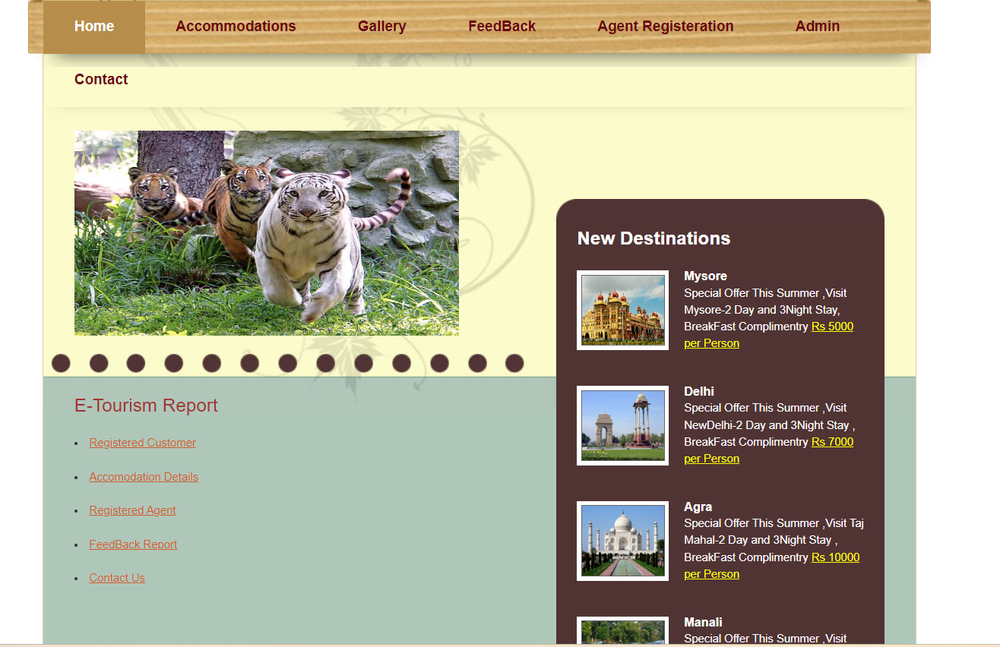 Home Accommodations Gallery FeedBack Agent Registeration Admin
Contact
New Destinations
Mysore
Special Offer This Summer ,Visit
Mysore-2 Day and 3Night Stay,
BreakFast Complimentry Rs 5000
per Person
Delhi
Special Offer This Summer ,Visit
NewDelhi-2 Day and 3Night Stay ,
BreakFast Complimentry Rs 7000
per Person
Agra
Special Offer This Summer ,Visit Taj
Mahal-2 Day and 3Night Stay ,
BreakFast Complimentry Rs 10000
per Person
Manali
Special Offer This Summer ,Visit
E-Tourism Report
Registered Customer
Accomodation Details
Registered Agent
FeedBack Report
Contact Us